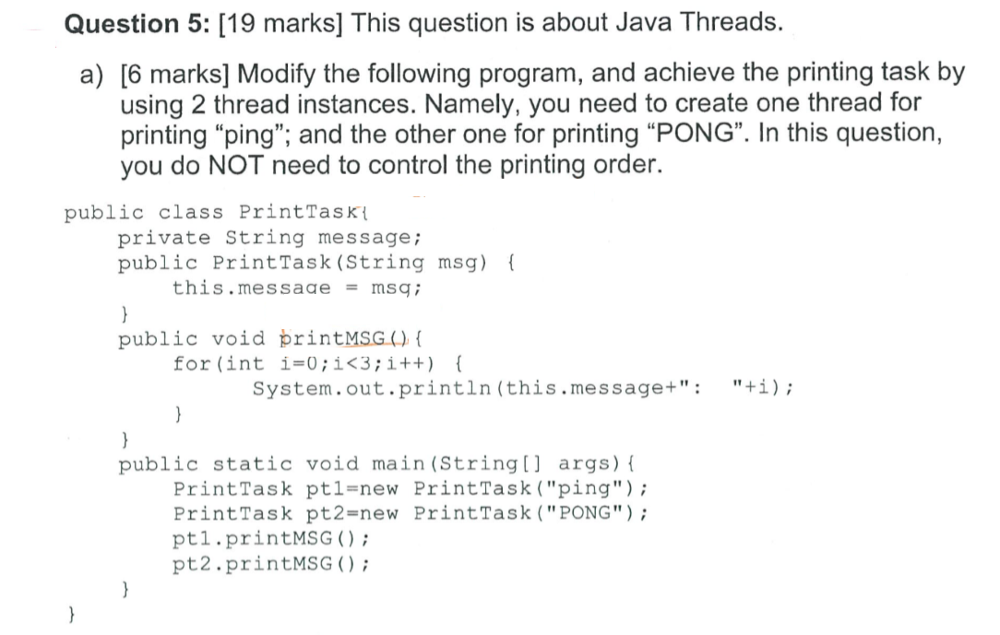 Question 5: [19 marks] This question is about Java Threads.
a) [6 marks] Modify the following program, and achieve the printing task by
using 2 thread instances. Namely, you need to create one thread for
printing “ping”; and the other one for printing “PONG”. In this question,
you do NOT need to control the printing order.
public class PrintTask{
private String message;
public PrintTask(String msg) {
this.message = msg;
}
public void printMSG(){
for(int i=0;i<3;i++) {
System.out.println(this.message+": "+i);
}
}
public static void main(String[] args){
PrintTask pt1=new PrintTask("ping");
PrintTask pt2=new PrintTask("PONG");
pt1.printMSG();
pt2.printMSG();
}
}